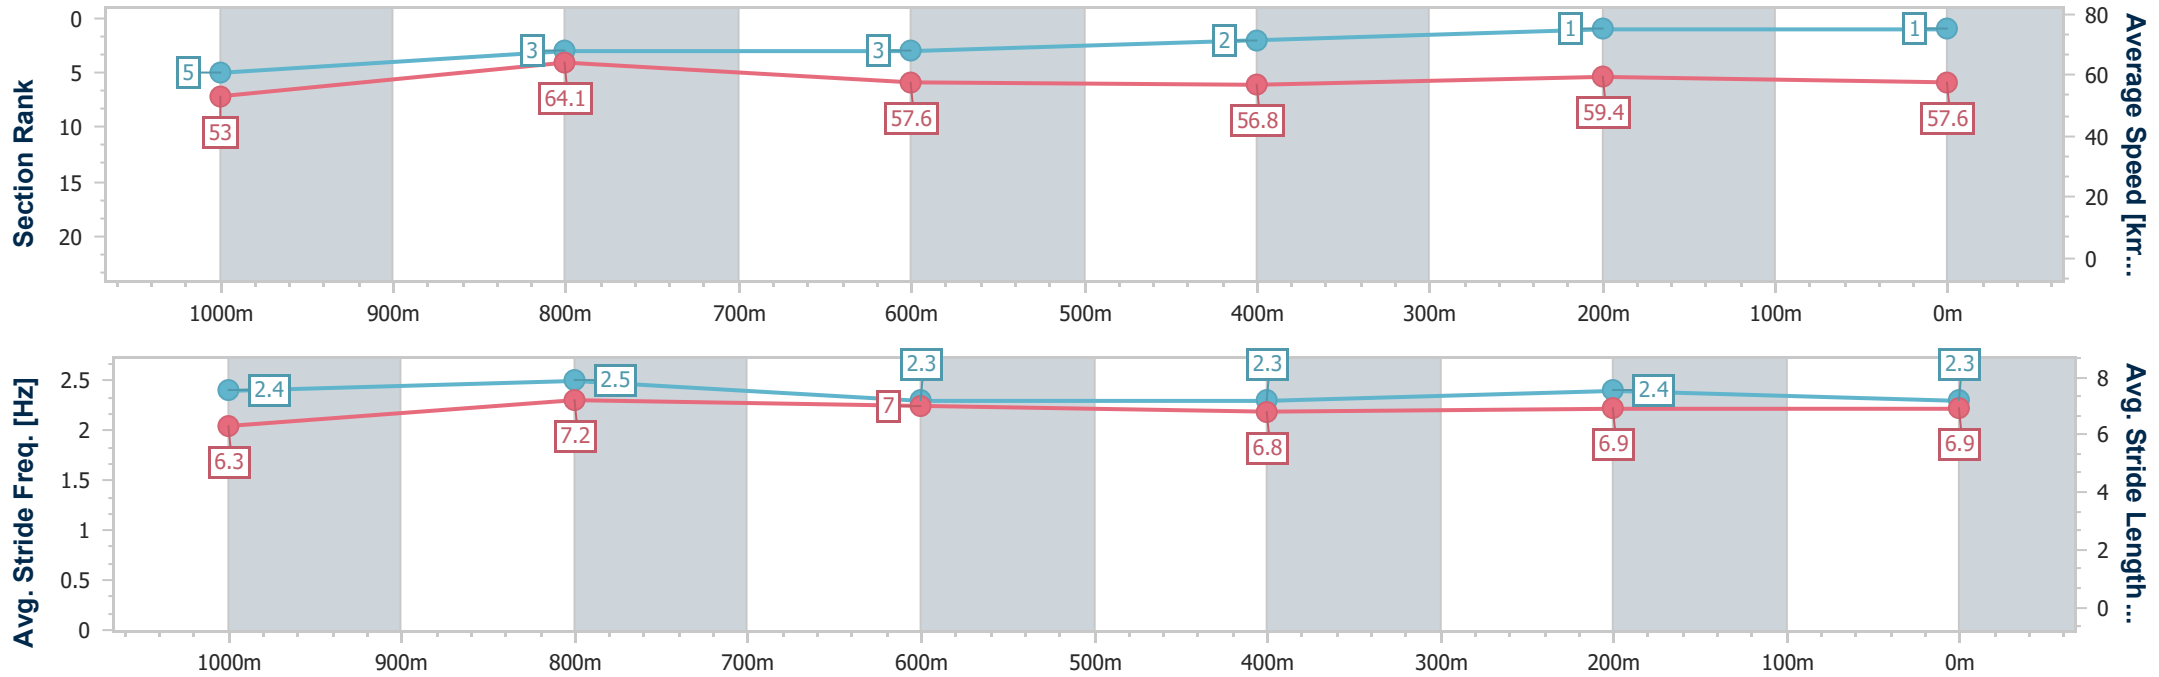 Section Rank
0
5
10
15
20
5
3
3
2
1
1
53
64.1
57.6
56.8
59.4
57.6
80
60
40
20
0
Average Speed [km...
1000m
900m
800m
700m
600m
500m
400m
300m
200m
100m
0m
Avg. Stride Freq. [Hz]
2.5
2
1.5
1
0.5
0
2.4
2.5
2.3
2.3
2.4
2.3
6.3
7.2
7
6.8
6.9
6.9
8
6
4
2
0
Avg. Stride Length...
1000m
900m
800m
700m
600m
500m
400m
300m
200m
100m
0m